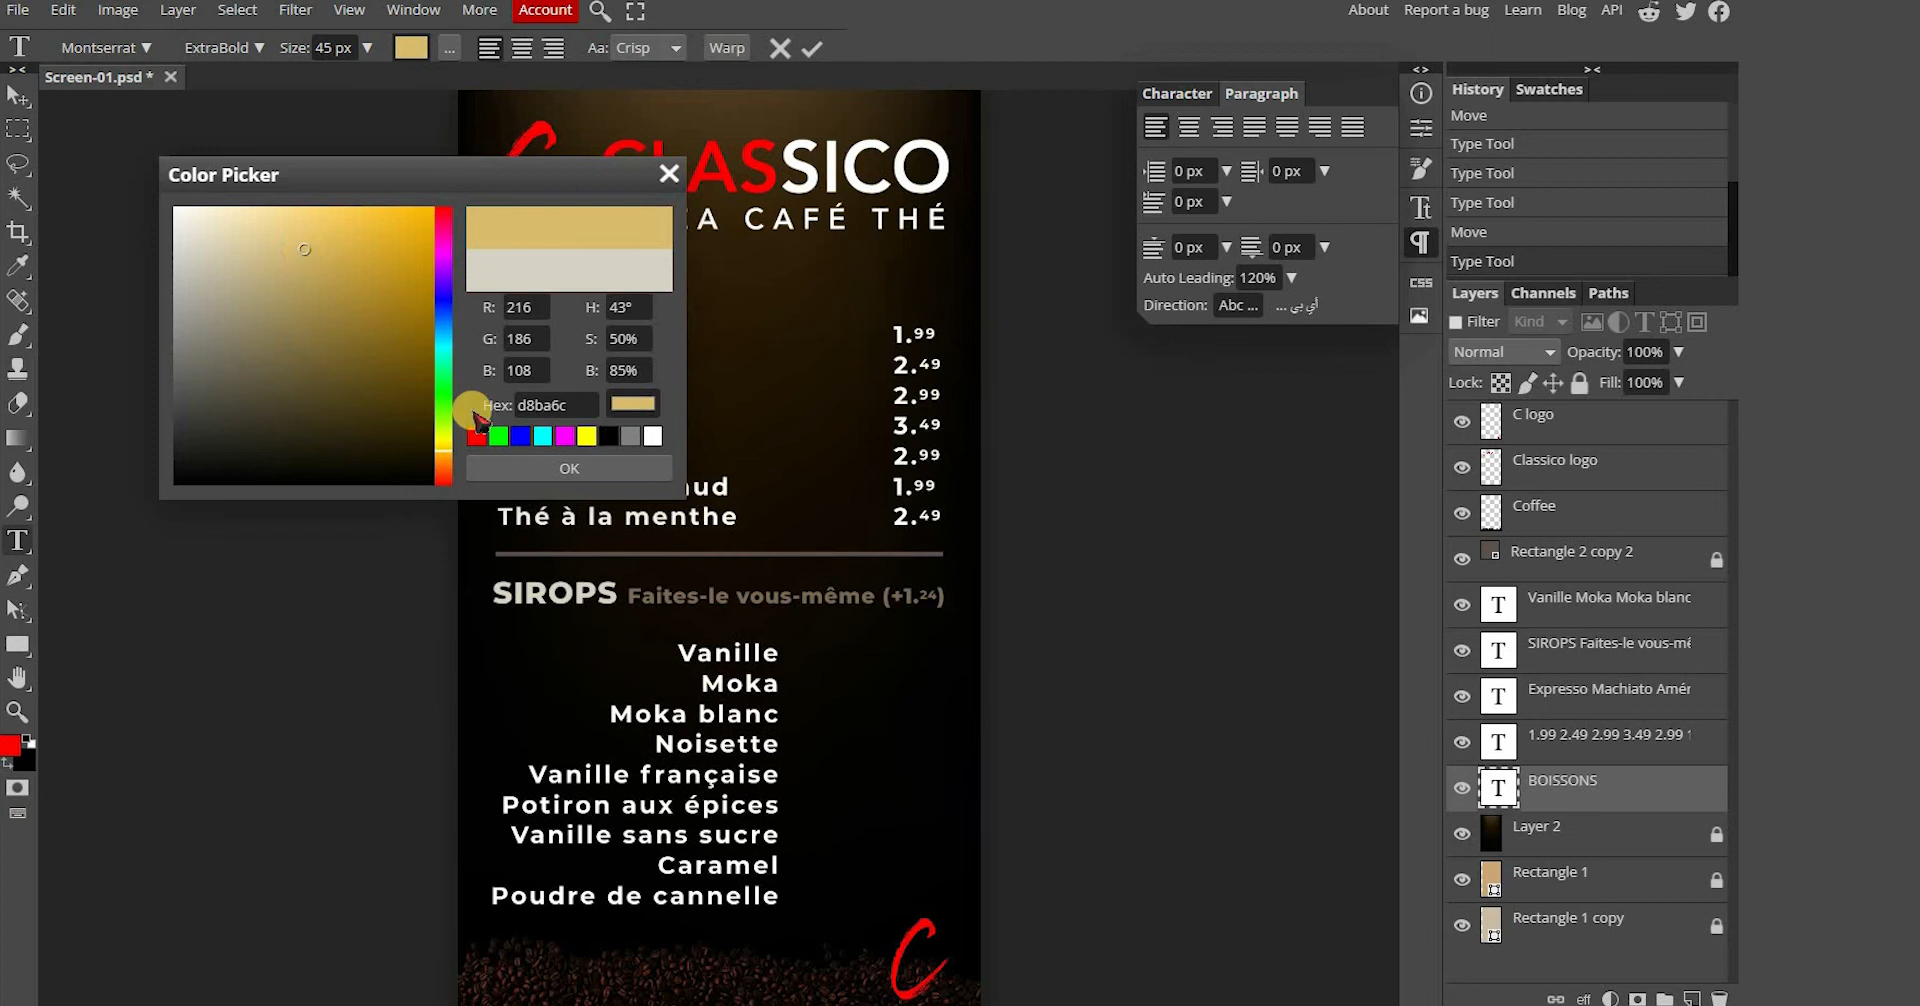 File Edit Image Layer Select Filter View Window More Account About Report a bug Learn Blog API
Montserrat ▼ ExtraBold ▼ Size: 45 px ▼ ... Aa: Crisp Warp
Screen-01.psd *
Color Picker
R: 216 H: 43°
G: 186 S: 50%
B: 108 B: 85%
Hex: d8ba6c
OK
C CLASSICO
A CAFÉ THÉ
1.99
2.49
2.99
3.49
2.99
aud 1.99
Thé à la menthe 2.49
SIROPS Faites-le vous-même (+1.24)
Vanille
Moka
Moka blanc
Noisette
Vanille française
Potiron aux épices
Vanille sans sucre
Caramel
Poudre de cannelle
C
Character Paragraph
0 px ▼ 0 px ▼
0 px ▼
0 px ▼ 0 px ▼
Auto Leading: 120% ▼
Direction: Abc ... أي بي ...
CSS
History Swatches
Move
Type Tool
Type Tool
Type Tool
Move
Type Tool
Layers Channels Paths
Filter Kind
Normal Opacity: 100% ▼
Lock: Fill: 100% ▼
C logo
Classico logo
Coffee
Rectangle 2 copy 2
T Vanille Moka Moka blanc
T SIROPS Faites-le vous-mê
T Expresso Machiato Amér
T 1.99 2.49 2.99 3.49 2.99 1
T BOISSONS
Layer 2
Rectangle 1
Rectangle 1 copy
eff